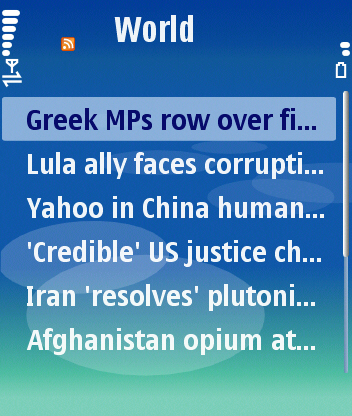 World
Greek MPs row over fi...
Lula ally faces corrupti...
Yahoo in China human...
'Credible' US justice ch...
Iran 'resolves' plutoni...
Afghanistan opium at...